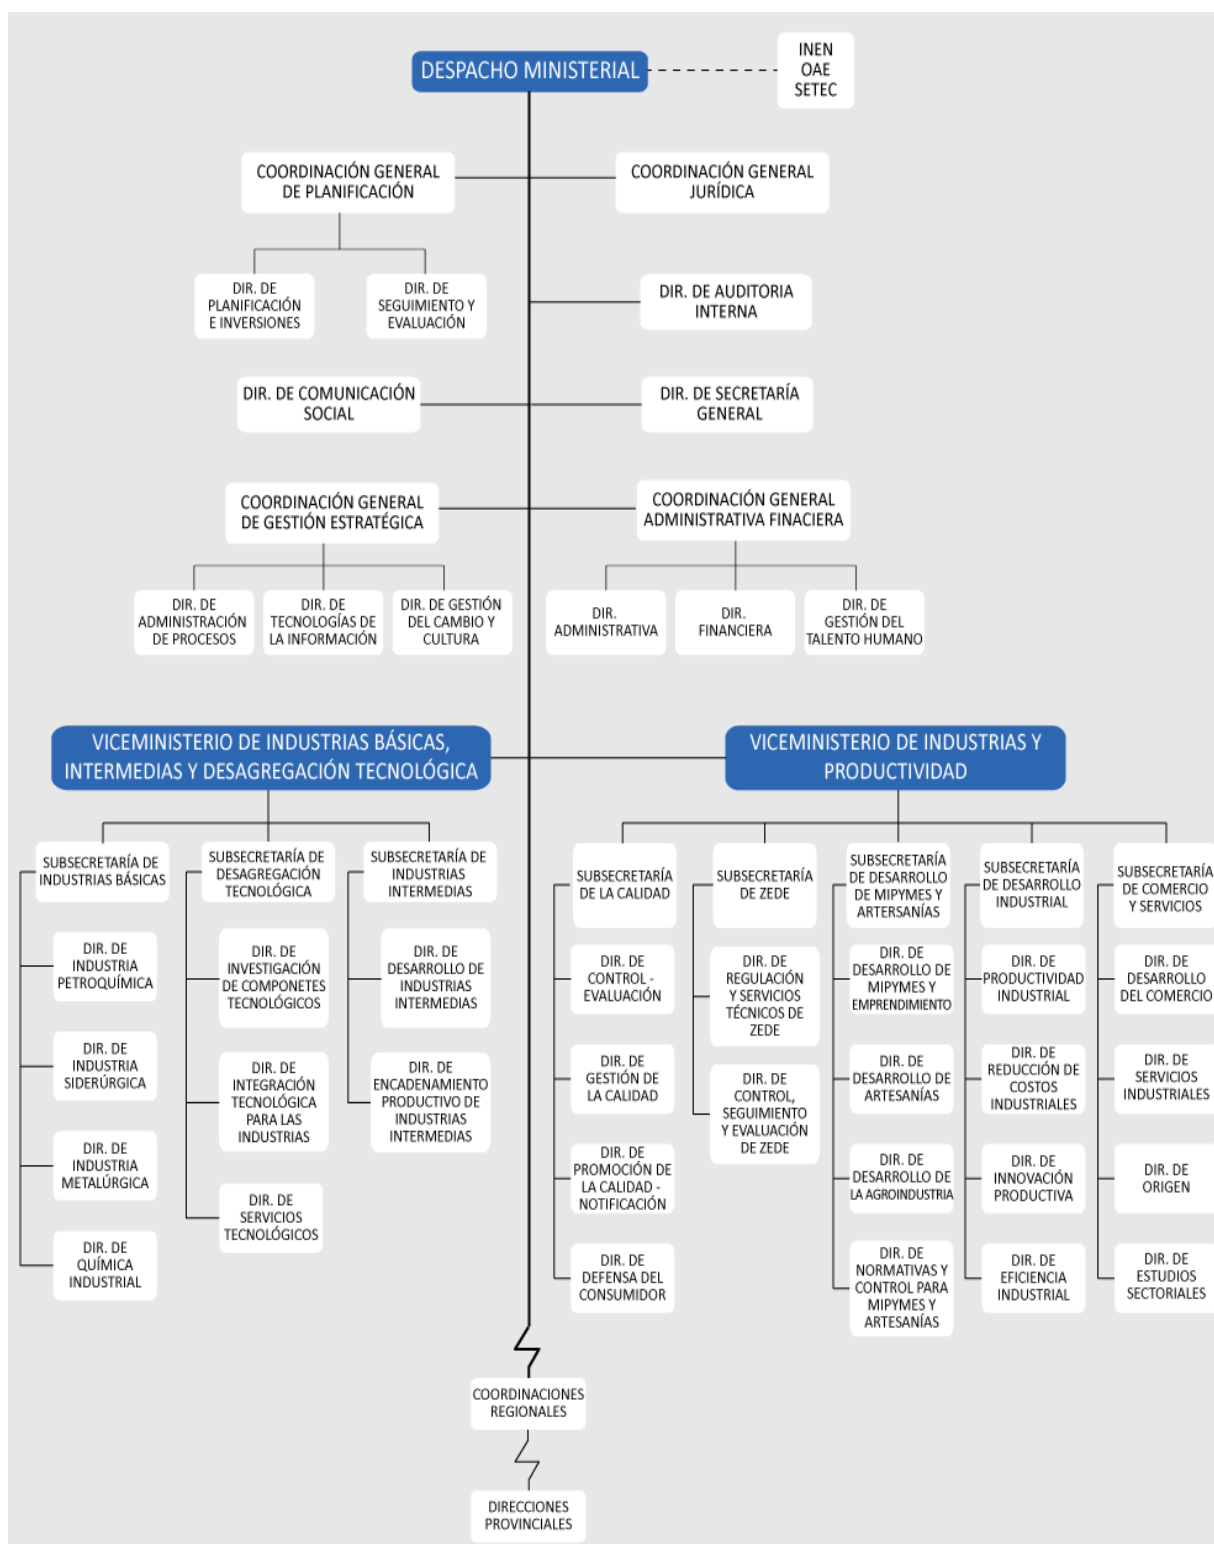 DESPACHO MINISTERIAL
INEN
OAE
SETEC
COORDINACIÓN GENERAL
DE PLANIFICACIÓN
COORDINACIÓN GENERAL
JURÍDICA
DIR. DE
PLANIFICACIÓN
E INVERSIONES
DIR. DE
SEGUIMIENTO Y
EVALUACIÓN
DIR. DE AUDITORIA
INTERNA
DIR. DE COMUNICACIÓN
SOCIAL
DIR. DE SECRETARÍA
GENERAL
COORDINACIÓN GENERAL
DE GESTIÓN ESTRATÉGICA
COORDINACIÓN GENERAL
ADMINISTRATIVA FINACIERA
DIR. DE
ADMINISTRACIÓN
DE PROCESOS
DIR. DE
TECNOLOGÍAS DE
LA INFORMACIÓN
DIR. DE GESTIÓN
DEL CAMBIO Y
CULTURA
DIR.
ADMINISTRATIVA
DIR.
FINANCIERA
DIR. DE
GESTIÓN DEL
TALENTO HUMANO
VICEMINISTERIO DE INDUSTRIAS BÁSICAS,
INTERMEDIAS Y DESAGREGACIÓN TECNOLÓGICA
VICEMINISTERIO DE INDUSTRIAS Y
PRODUCTIVIDAD
SUBSECRETARÍA DE
INDUSTRIAS BÁSICAS
DIR. DE
INDUSTRIA
PETROQUÍMICA
DIR. DE
INDUSTRIA
SIDERÚRGICA
DIR. DE
INDUSTRIA
METALÚRGICA
DIR. DE
QUÍMICA
INDUSTRIAL
SUBSECRETARÍA DE
DESAGREGACIÓN
TECNOLÓGICA
DIR. DE
INVESTIGACIÓN
DE COMPONETES
TECNOLÓGICOS
DIR. DE
INTEGRACIÓN
TECNOLÓGICA
PARA LAS
INDUSTRIAS
DIR. DE
SERVICIOS
TECNOLÓGICOS
SUBSECRETARÍA DE
INDUSTRIAS
INTERMEDIAS
DIR. DE
DESARROLLO DE
INDUSTRIAS
INTERMEDIAS
DIR. DE
ENCADENAMIENTO
PRODUCTIVO DE
INDUSTRIAS
INTERMEDIAS
SUBSECRETARÍA
DE LA CALIDAD
DIR. DE
CONTROL -
EVALUACIÓN
DIR. DE
GESTIÓN DE
LA CALIDAD
DIR. DE
PROMOCIÓN DE
LA CALIDAD -
NOTIFICACIÓN
DIR. DE
DEFENSA DEL
CONSUMIDOR
SUBSECRETARÍA
DE ZEDE
DIR. DE
REGULACIÓN
Y SERVICIOS
TÉCNICOS DE
ZEDE
DIR. DE
CONTROL,
SEGUIMIENTO
Y EVALUACIÓN
DE ZEDE
SUBSECRETARÍA
DE DESARROLLO
DE MIPYMES Y
ARTERSANÍAS
DIR. DE
DESARROLLO DE
MIPYMES Y
EMPRENDIMIENTO
DIR. DE
DESARROLLO DE
ARTESANÍAS
DIR. DE
DESARROLLO DE
LA AGROINDUSTRIA
DIR. DE
NORMATIVAS Y
CONTROL PARA
MIPYMES Y
ARTESANÍAS
SUBSECRETARÍA
DE DESARROLLO
INDUSTRIAL
DIR. DE
PRODUCTIVIDAD
INDUSTRIAL
DIR. DE
REDUCCIÓN DE
COSTOS
INDUSTRIALES
DIR. DE
INNOVACIÓN
PRODUCTIVA
DIR. DE
EFICIENCIA
INDUSTRIAL
SUBSECRETARÍA
DE COMERCIO
Y SERVICIOS
DIR. DE
DESARROLLO
DEL COMERCIO
DIR. DE
SERVICIOS
INDUSTRIALES
DIR. DE
ORIGEN
DIR. DE
ESTUDIOS
SECTORIALES
COORDINACIONES
REGIONALES
DIRECCIONES
PROVINCIALES